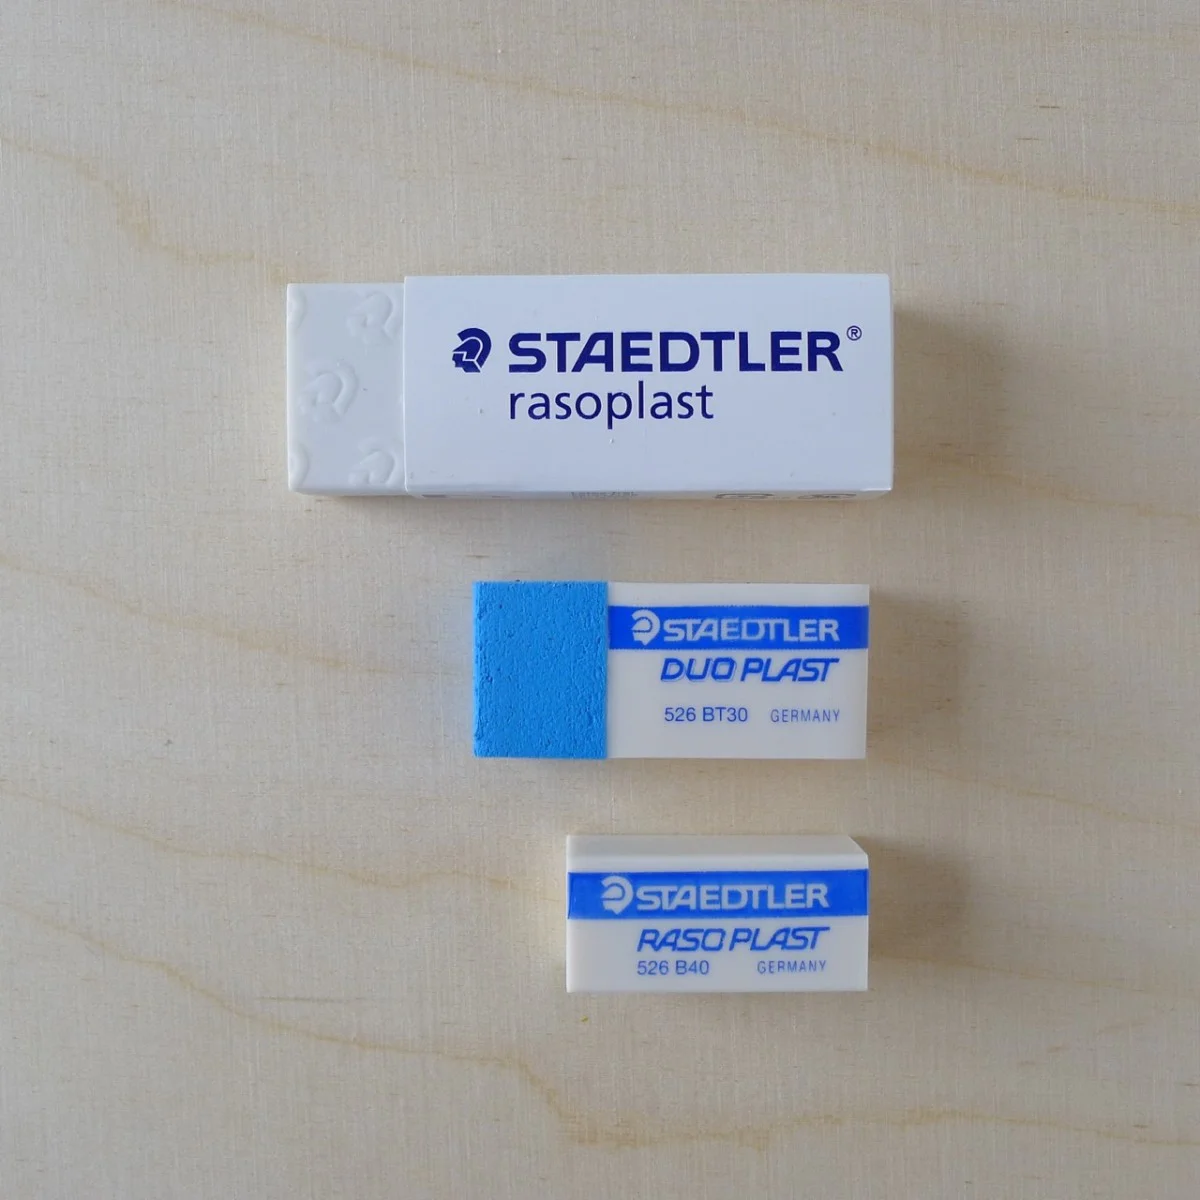 STAEDTLER®
rasoplast
STAEDTLER
DUO PLAST
526 BT30 GERMANY
STAEDTLER
RASO PLAST
526 B40 GERMANY